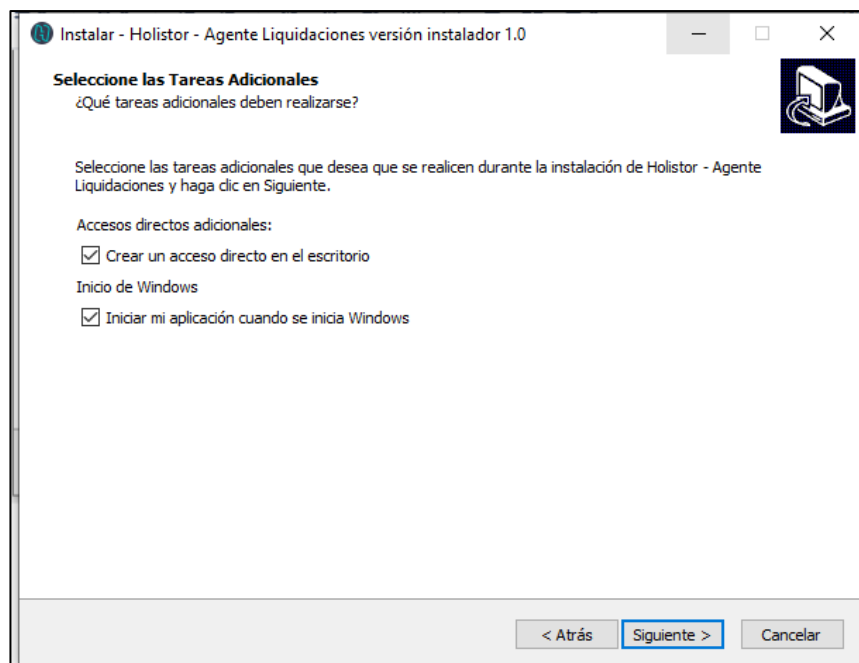 Instalar - Holistor - Agente Liquidaciones versión instalador 1.0
Seleccione las Tareas Adicionales
¿Qué tareas adicionales deben realizarse?
Seleccione las tareas adicionales que desea que se realicen durante la instalación de Holistor - Agente
Liquidaciones y haga clic en Siguiente.
Accesos directos adicionales:
Crear un acceso directo en el escritorio
Inicio de Windows
Iniciar mi aplicación cuando se inicia Windows
< Atrás Siguiente > Cancelar